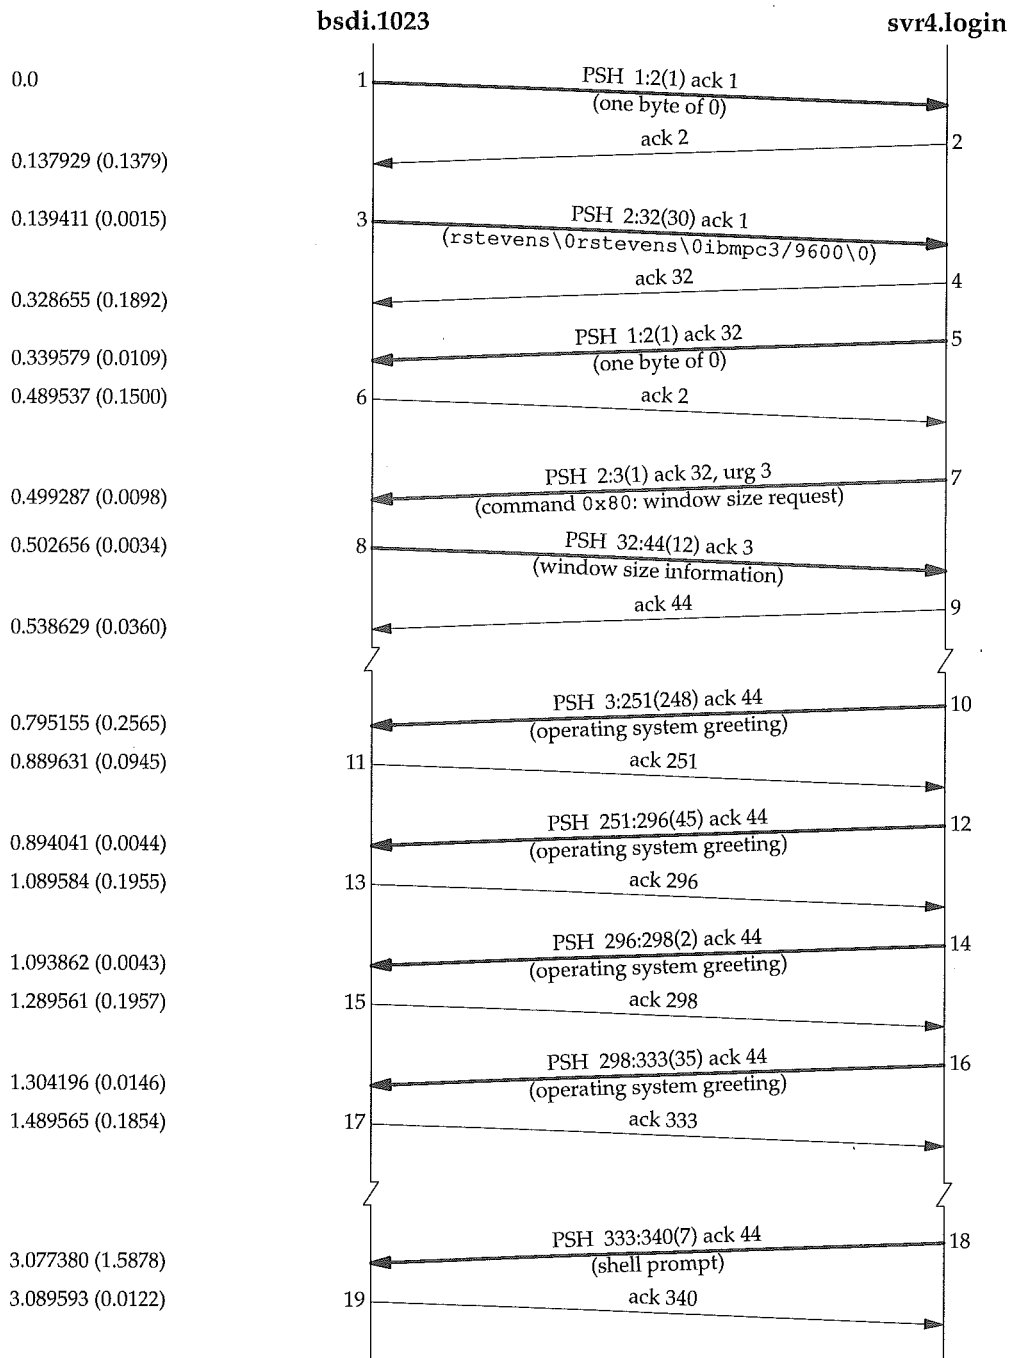 bsdi.1023 svr4.login
0.0 1 PSH 1:2(1) ack 1
(one byte of 0)
ack 2 2
0.137929 (0.1379)
0.139411 (0.0015) 3 PSH 2:32(30) ack 1
(rstevens\0rstevens\0ibmpc3/9600\0)
ack 32 4
0.328655 (0.1892)
PSH 1:2(1) ack 32 5
0.339579 (0.0109) (one byte of 0)
0.489537 (0.1500) 6 ack 2
PSH 2:3(1) ack 32, urg 3 7
0.499287 (0.0098) (command 0x80: window size request)
0.502656 (0.0034) 8 PSH 32:44(12) ack 3
(window size information)
ack 44 9
0.538629 (0.0360)
PSH 3:251(248) ack 44 10
0.795155 (0.2565) (operating system greeting)
0.889631 (0.0945) 11 ack 251
PSH 251:296(45) ack 44 12
0.894041 (0.0044) (operating system greeting)
1.089584 (0.1955) 13 ack 296
PSH 296:298(2) ack 44 14
1.093862 (0.0043) (operating system greeting)
1.289561 (0.1957) 15 ack 298
PSH 298:333(35) ack 44 16
1.304196 (0.0146) (operating system greeting)
1.489565 (0.1854) 17 ack 333
PSH 333:340(7) ack 44 18
3.077380 (1.5878) (shell prompt)
3.089593 (0.0122) 19 ack 340